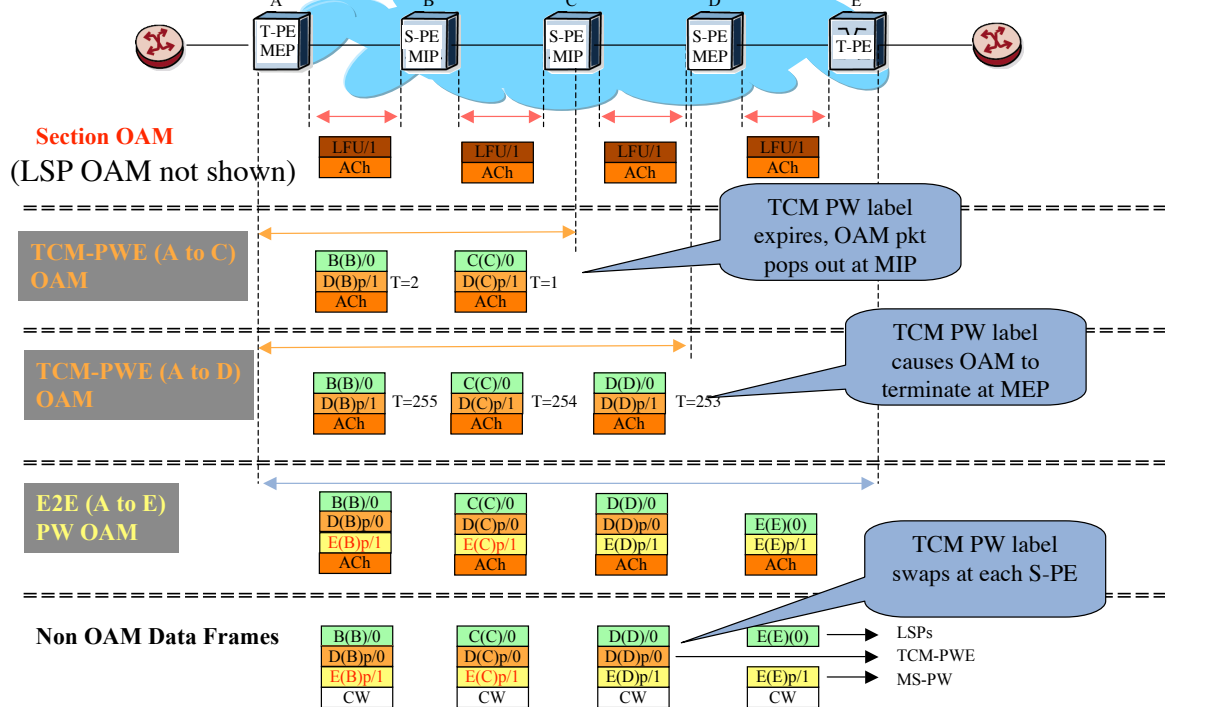 A B C D E
T-PE S-PE S-PE S-PE T-PE
MEP MIP MIP MEP
Section OAM
(LSP OAM not shown)
LFU/1 LFU/1 LFU/1 LFU/1
ACh ACh ACh ACh
TCM PW label
expires, OAM pkt
pops out at MIP
TCM-PWE (A to C)
OAM
B(B)/0 C(C)/0
D(B)p/1 T=2 D(C)p/1 T=1
ACh ACh
TCM PW label
causes OAM to
terminate at MEP
TCM-PWE (A to D)
OAM
B(B)/0 C(C)/0 D(D)/0
D(B)p/1 T=255 D(C)p/1 T=254 D(D)p/1 T=253
ACh ACh ACh
E2E (A to E)
PW OAM
B(B)/0 C(C)/0 D(D)/0
D(B)p/0 D(C)p/0 D(D)p/0 E(E)(0)
E(B)p/1 E(C)p/1 E(D)p/1 E(E)p/1
ACh ACh ACh ACh
TCM PW label
swaps at each S-PE
Non OAM Data Frames
B(B)/0 C(C)/0 D(D)/0 E(E)(0) LSPs
D(B)p/0 D(C)p/0 D(D)p/0 TCM-PWE
E(B)p/1 E(C)p/1 E(D)p/1 E(E)p/1 MS-PW
CW CW CW CW